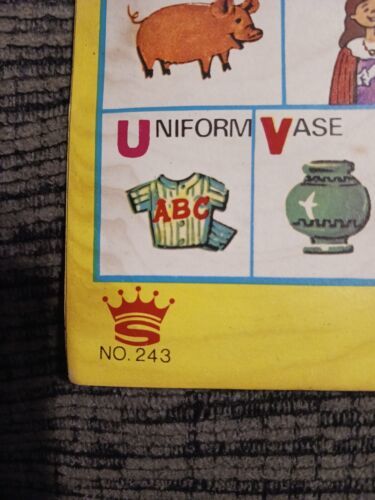 UNIFORM VASE
ABC
S
NO. 243